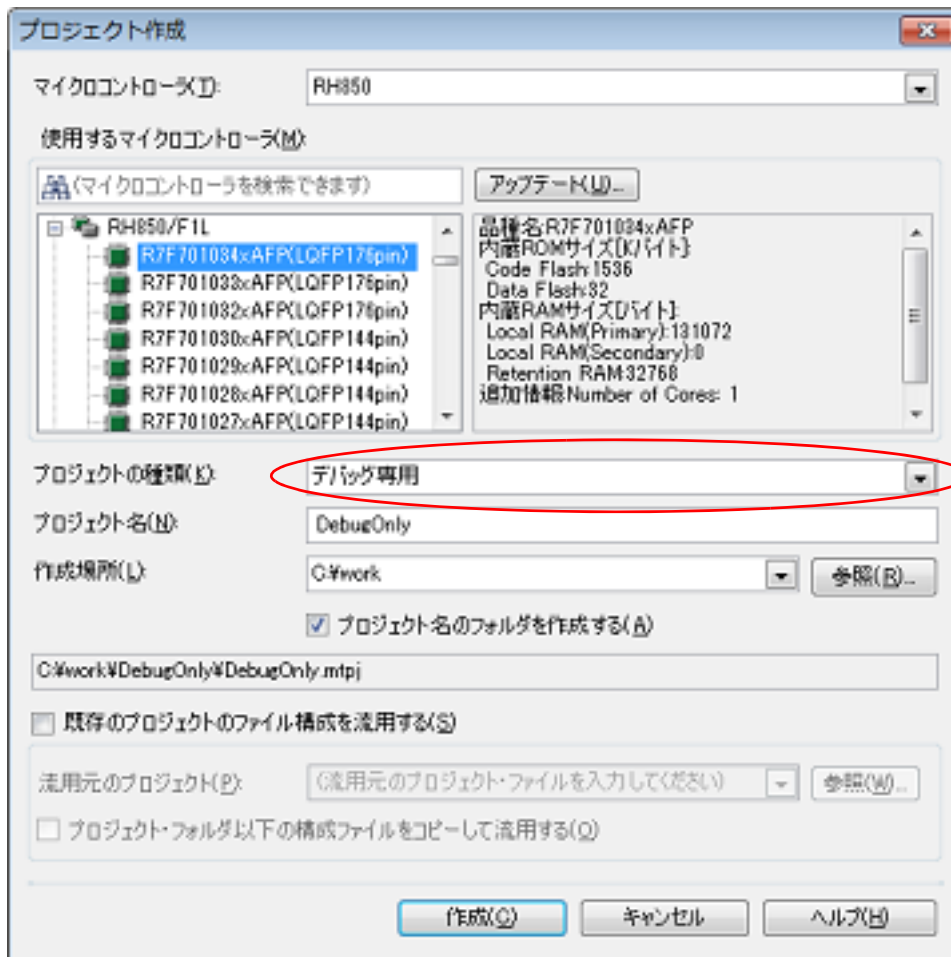 プロジェクト作成
マイクロコントローラ(T):
RH850
使用するマイクロコントローラ(M):
(マイクロコントローラを検索できます)
アップデート(U)...
RH850/F1L
R7F701034xAFP(LQFP176pin)
R7F701033xAFP(LQFP176pin)
R7F701032xAFP(LQFP176pin)
R7F701030xAFP(LQFP144pin)
R7F701029xAFP(LQFP144pin)
R7F701028xAFP(LQFP144pin)
R7F701027xAFP(LQFP144pin)
品種名:R7F701034xAFP
内蔵ROMサイズ[Kバイト]:
Code Flash:1536
Data Flash:32
内蔵RAMサイズ[バイト]:
Local RAM(Primary):131072
Local RAM(Secondary):0
Retention RAM:32768
追加情報:Number of Cores: 1
プロジェクトの種類(K):
デバッグ専用
プロジェクト名(N):
DebugOnly
作成場所(L):
C:¥work
参照(R)...
プロジェクト名のフォルダを作成する(A)
C:¥work¥DebugOnly¥DebugOnly.mtpj
既存のプロジェクトのファイル構成を流用する(S)
流用元のプロジェクト(P):
(流用元のプロジェクト・ファイルを入力してください)
参照(W)...
プロジェクト・フォルダ以下の構成ファイルをコピーして流用する(O)
作成(C)
キャンセル
ヘルプ(H)